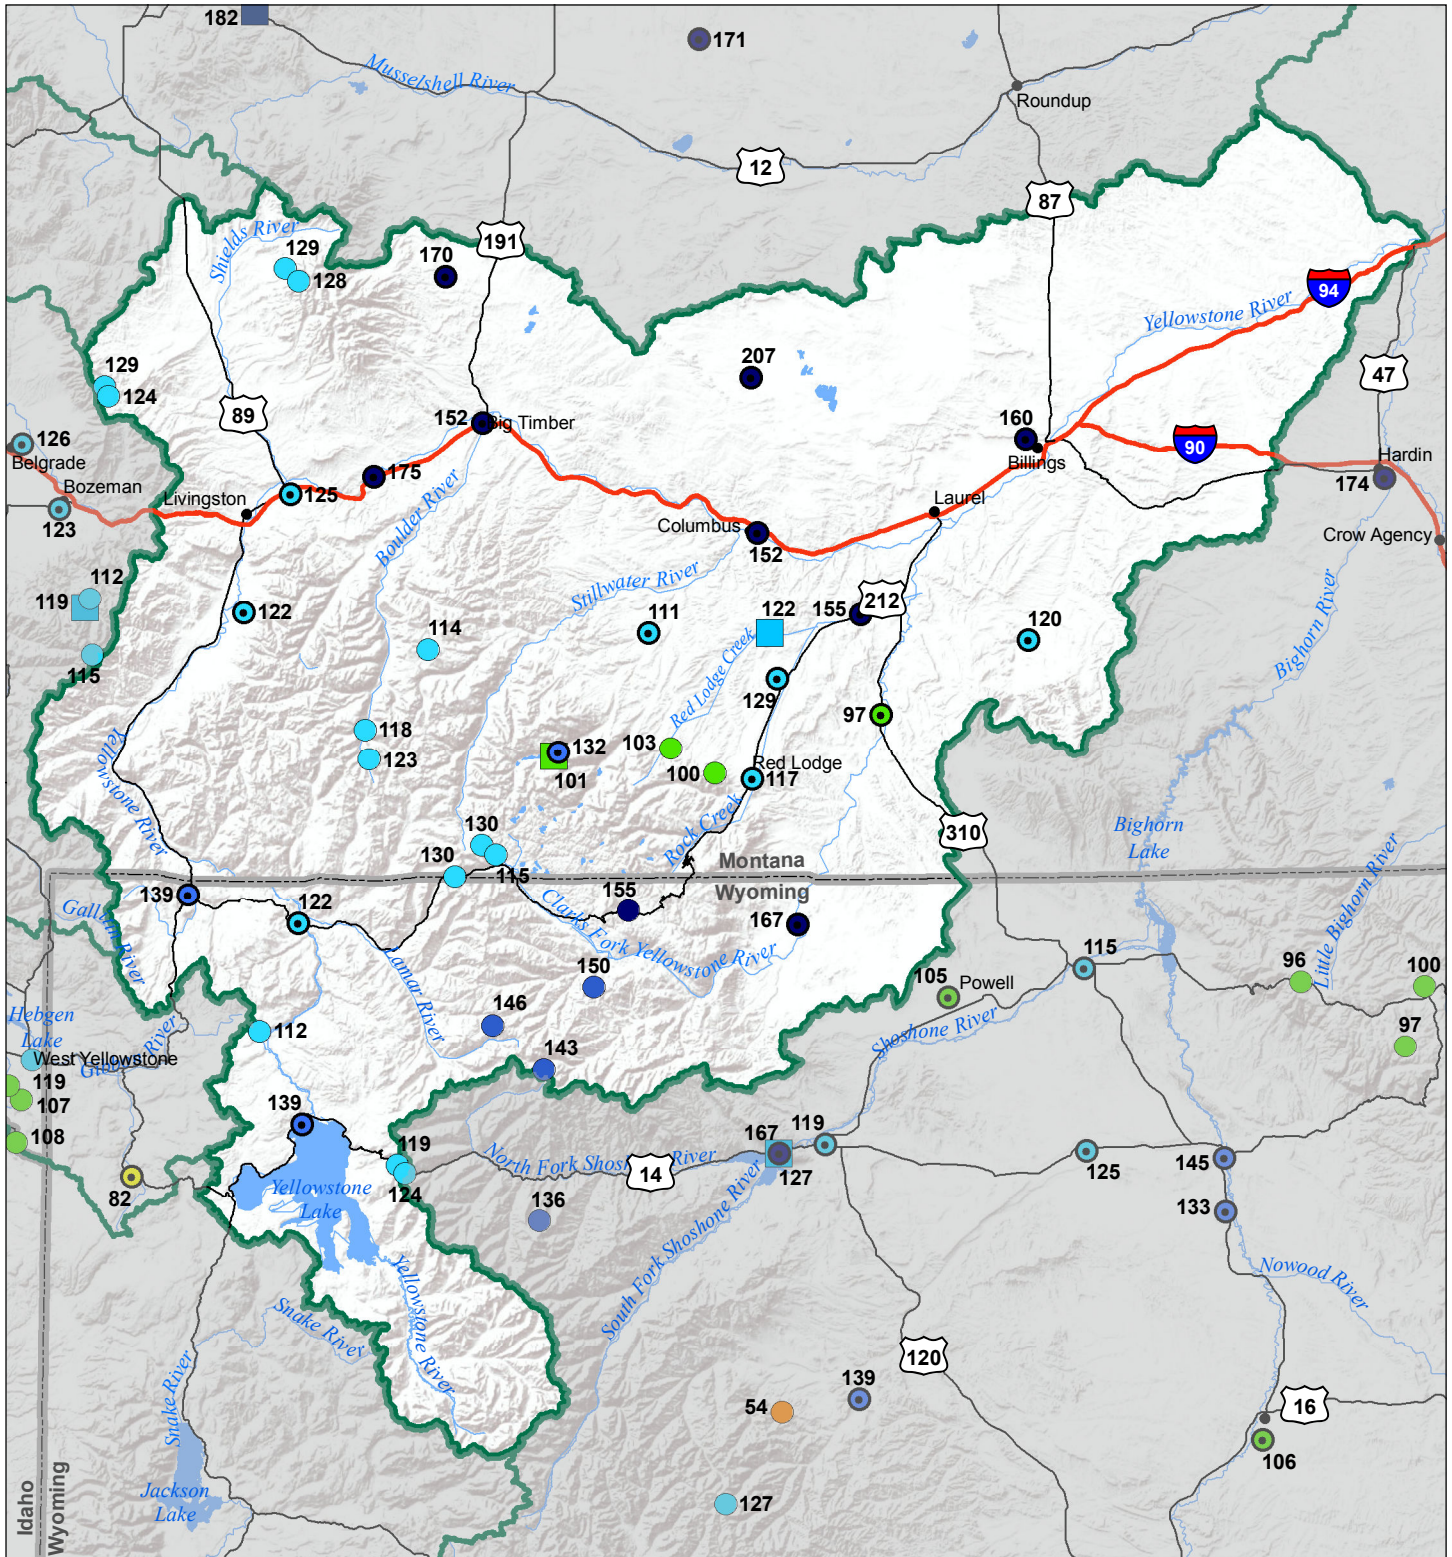 182
171
Musselshell River
Roundup
12
87
191
Shields River
129
128
170
94
Yellowstone River
207
47
129
124
89
152
Big Timber
160
Billings
90
126
Belgrade
Bozeman
123
Livingston
125
175
Boulder River
Hardin
174
Laurel
Columbus
152
Crow Agency
112
119
115
122
Stillwater River
111
122
155
212
120
114
Red Lodge Creek
129
97
Bighorn River
118
123
132
101
103
100
Red Lodge
117
Yellowstone River
130
130
115
Rock Creek
310
Bighorn
Lake
Montana
Wyoming
139
122
155
Clarks Fork Yellowstone River
167
Gallatin River
Lamar River
150
146
143
105
Powell
115
Little Bighorn River
96
100
97
Shoshone River
Hebgen
Lake
West Yellowstone
Gibbon River
119
107
108
112
139
82
119
124
Yellowstone
Lake
North Fork Shoshone River
14
167
127
119
125
145
133
136
South Fork Shoshone River
Nowood River
Yellowstone River
Snake River
Snake River
120
139
54
16
106
127
Jackson
Lake
Idaho
Wyoming